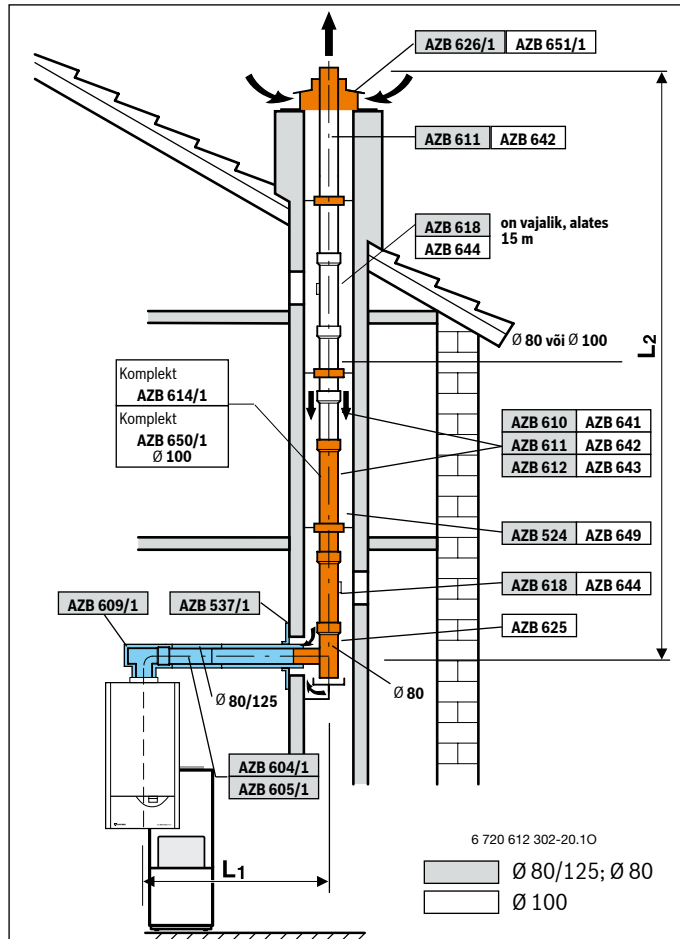 AZB 626/1 AZB 651/1
AZB 611 AZB 642
AZB 618 on vajalik, alates
AZB 644 15 m
L2
Ø 80 või Ø 100
Komplekt
AZB 614/1
Komplekt
AZB 650/1
Ø 100
AZB 610 AZB 641
AZB 611 AZB 642
AZB 612 AZB 643
AZB 524 AZB 649
AZB 618 AZB 644
AZB 609/1 AZB 537/1
AZB 625
Ø 80/125
Ø 80
AZB 604/1
AZB 605/1
L1
6 720 612 302-20.1O
Ø 80/125; Ø 80
Ø 100